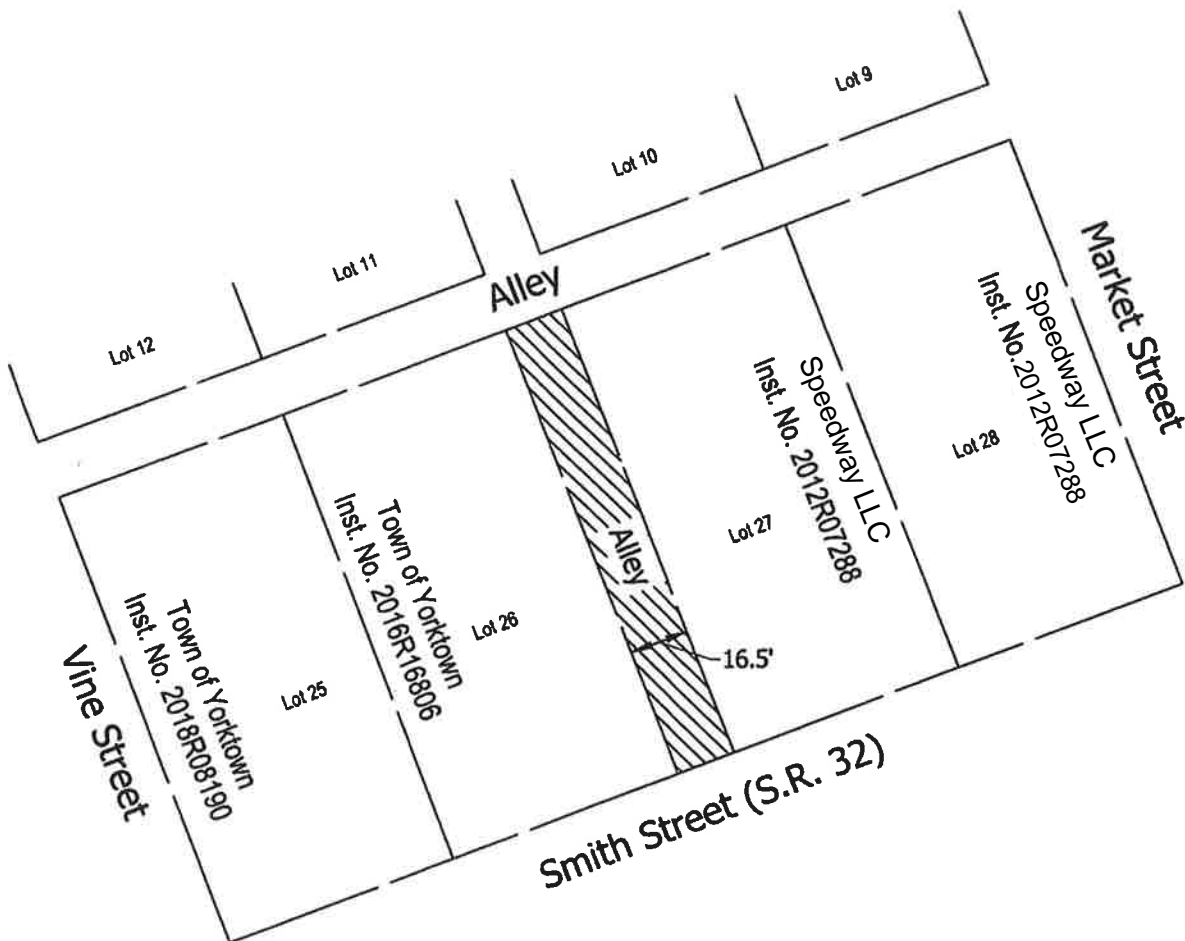 Lot 9
Lot 10
Lot 11
Lot 12
Alley
Market Street
Speedway LLC
Inst. No.2012R07288
Lot 28
Speedway LLC
Inst. No. 2012R07288
Lot 27
Alley
16.5'
Town of Yorktown
Inst. No. 2016R16806
Lot 26
Town of Yorktown
Inst. No. 2018R08190
Lot 25
Vine Street
Smith Street (S.R. 32)